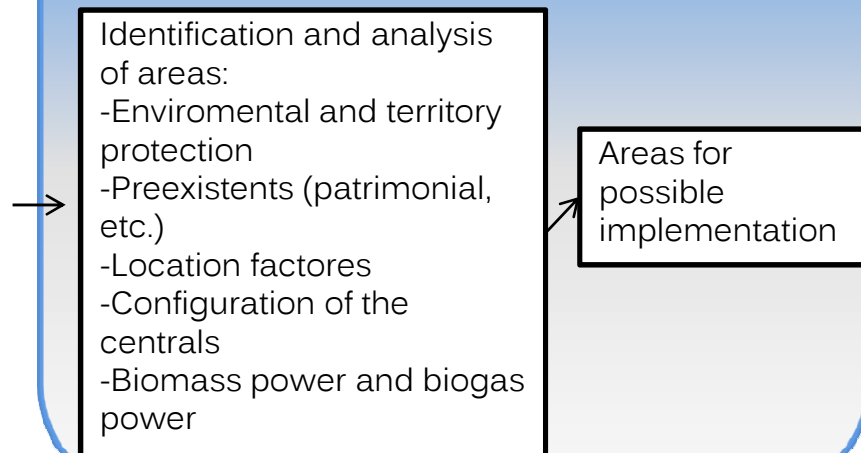 Identification and analysis
of areas:
-Enviromental and territory
protection
-Preexistents (patrimonial,
etc.)
-Location factores
-Configuration of the
centrals
-Biomass power and biogas
power
Areas for
possible
implementation